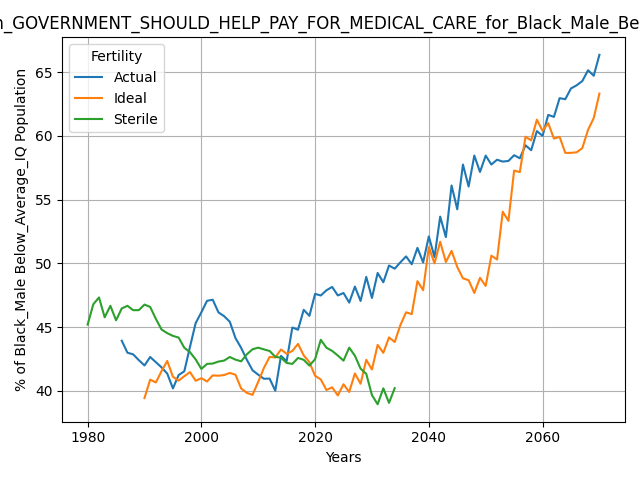 GOVERNMENT_SHOULD_HELP_PAY_FOR_MEDICAL_CARE_for_Black_Male_Be
% of Black_Male Below_Average_IQ Population
Fertility
Actual
Ideal
Sterile
65
60
55
50
45
40
1980
2000
2020
2040
2060
Years